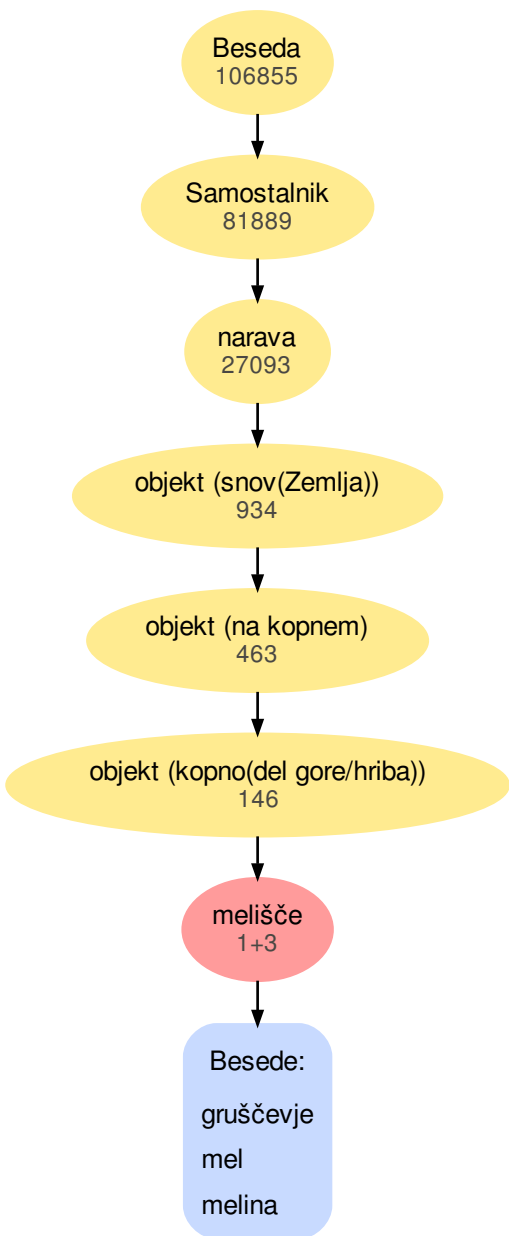 Beseda
106855
Samostalnik
81889
narava
27093
objekt (snov(Zemlja))
934
objekt (na kopnem)
463
objekt (kopno(del gore/hriba))
146
melišče
1+3
Besede:
gruščevje
mel
melina